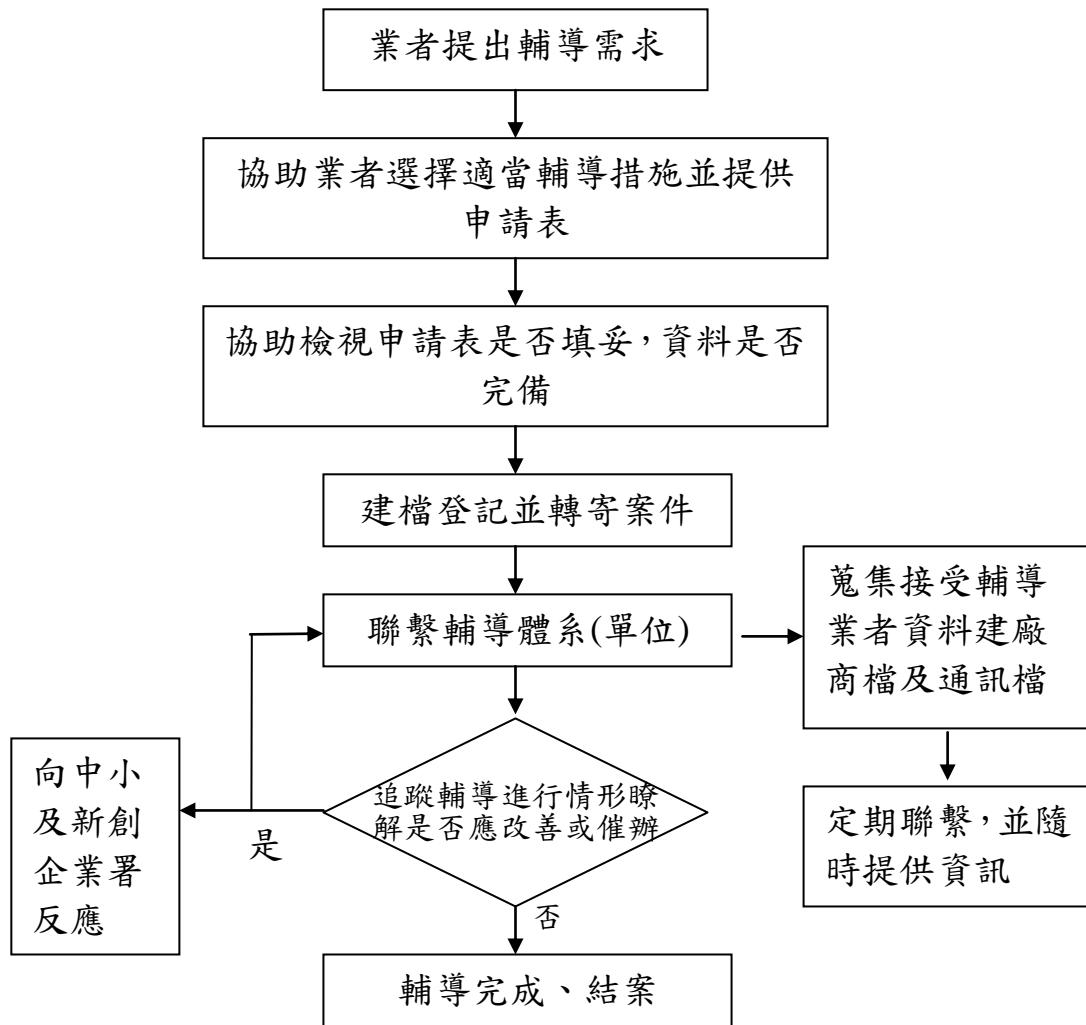 業者提出輔導需求
協助業者選擇適當輔導措施並提供
申請表
協助檢視申請表是否填妥，資料是否
完備
建檔登記並轉寄案件
聯繫輔導體系(單位)
蒐集接受輔導
業者資料建廠
商檔及通訊檔
定期聯繫，並隨
時提供資訊
追蹤輔導進行情形瞭
解是否應改善或催辦
是
向中小
及新創
企業署
反應
否
輔導完成、結案